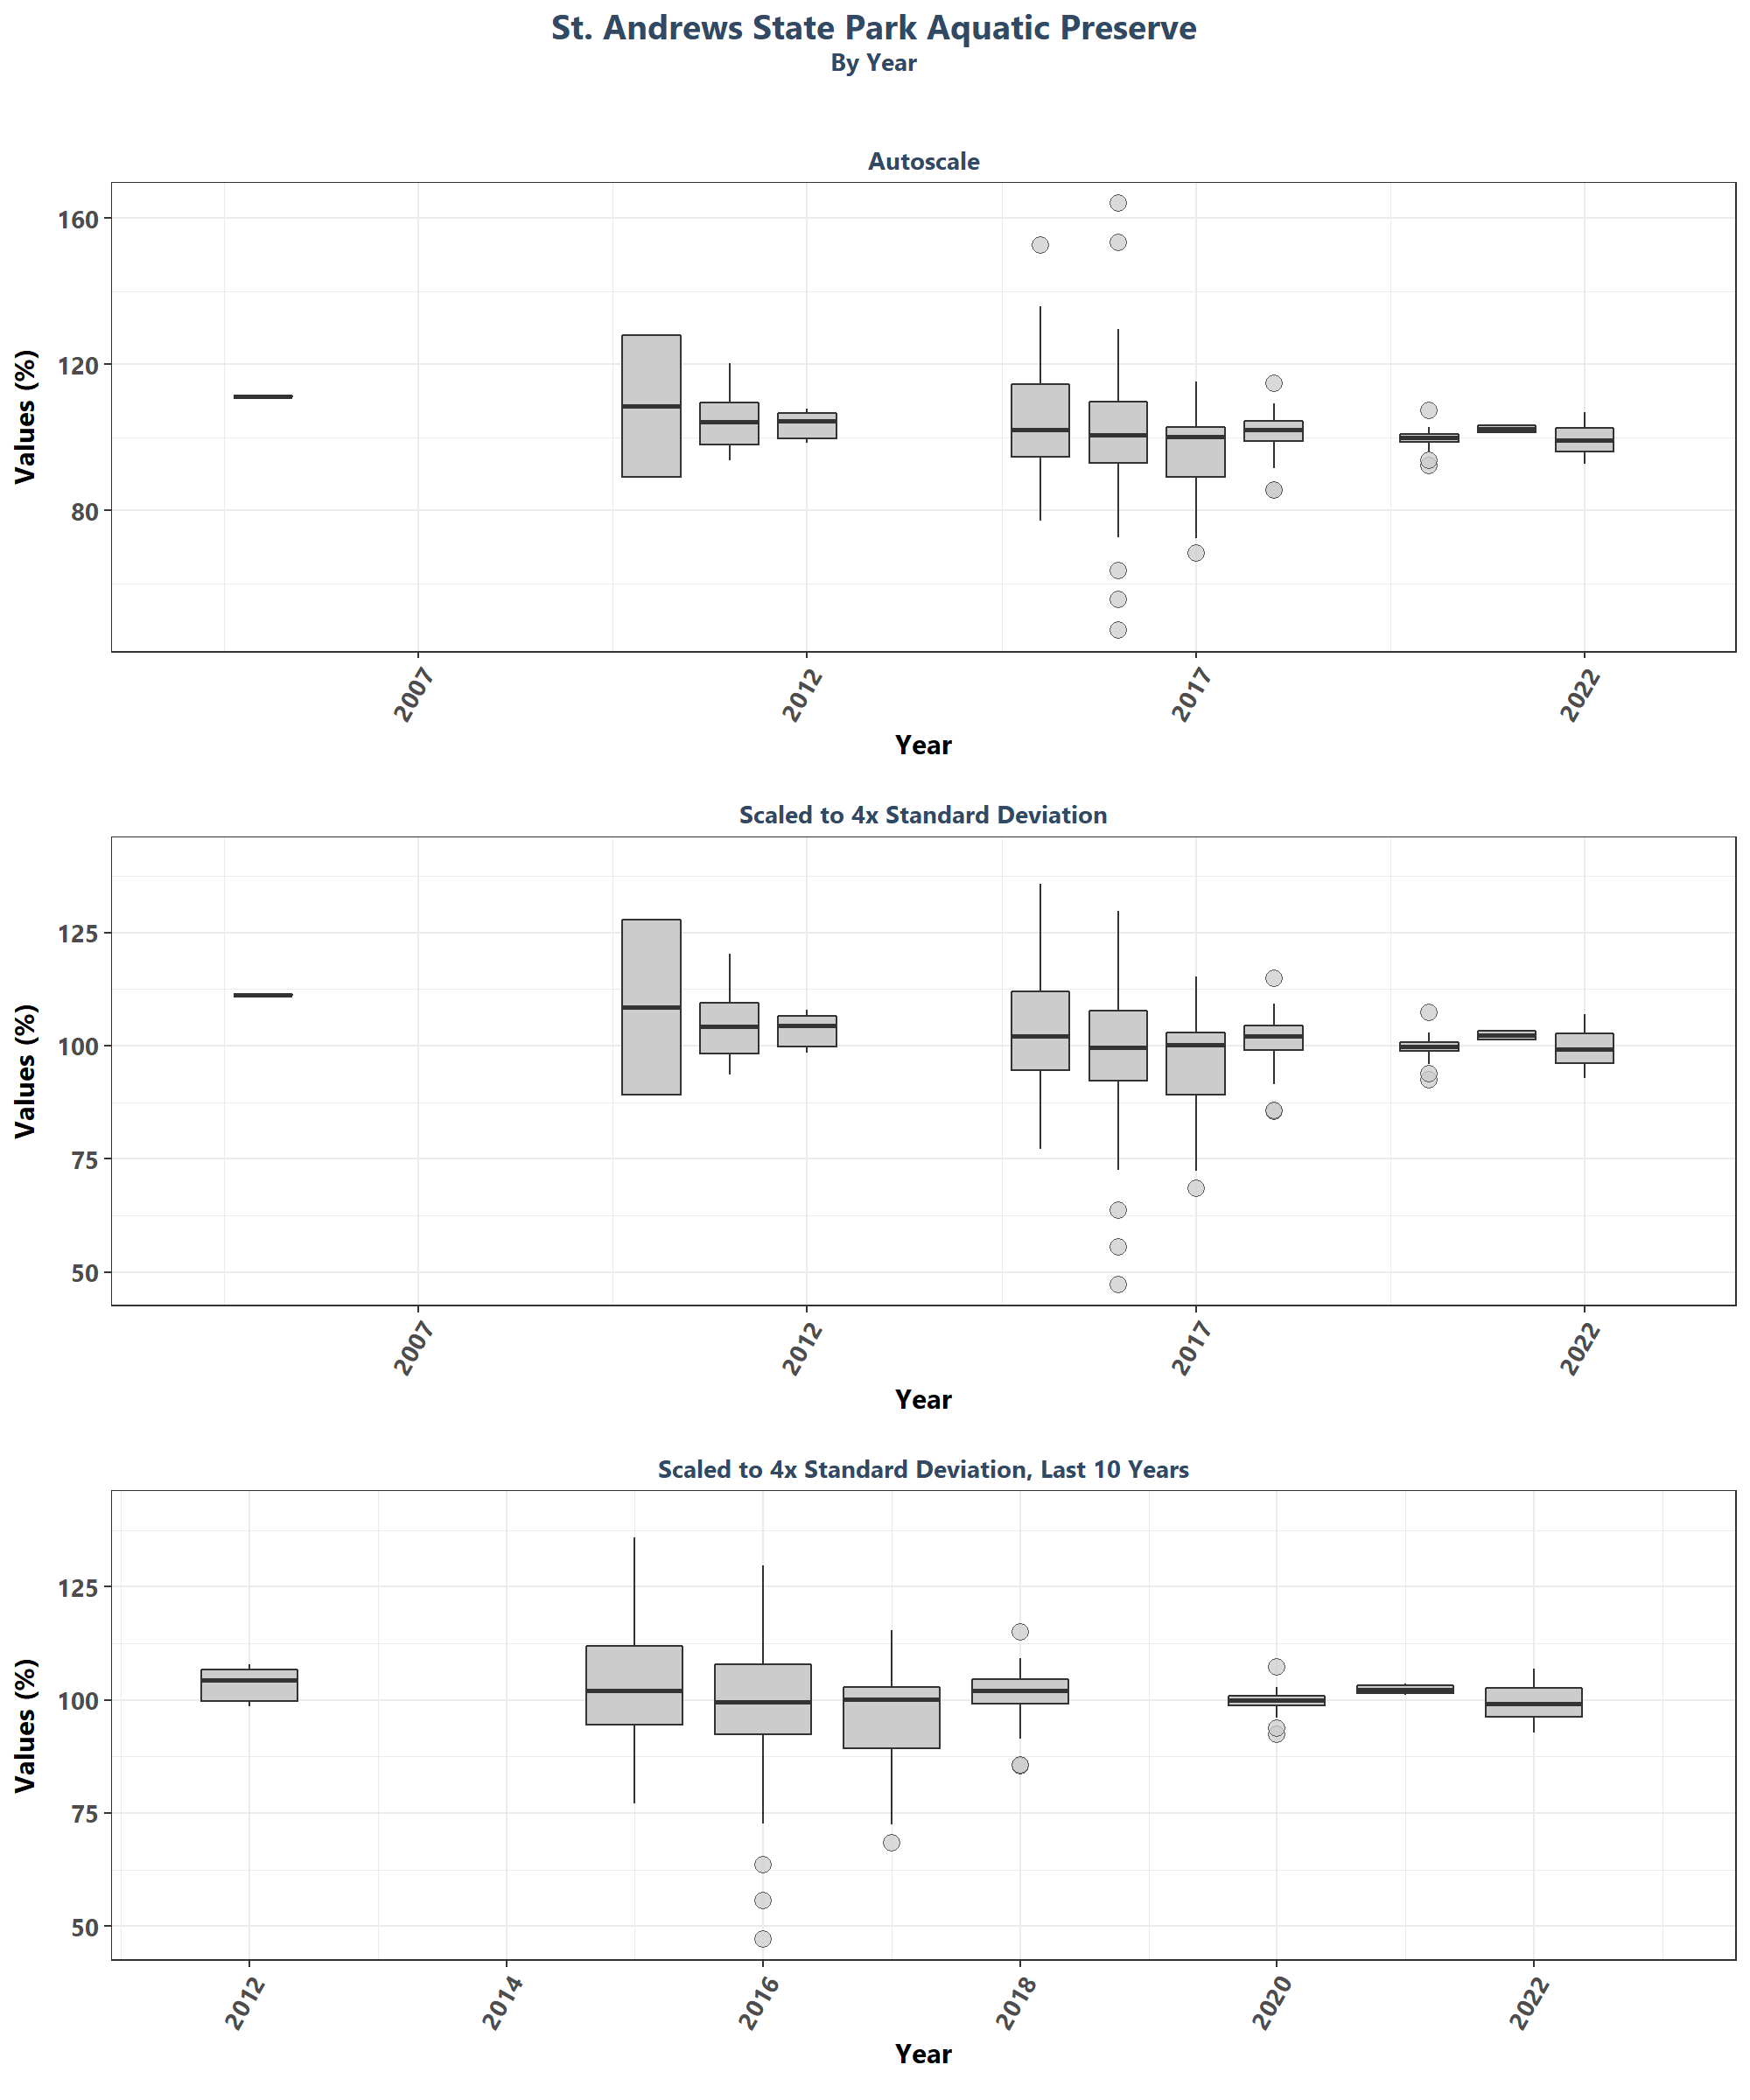 St. Andrews State Park Aquatic Preserve
By Year
Autoscale
Values (%)
160
120
80
2007
2012
2017
2022
Year
Scaled to 4x Standard Deviation
Values (%)
125
100
75
50
2007
2012
2017
2022
Year
Scaled to 4x Standard Deviation, Last 10 Years
Values (%)
125
100
75
50
2012
2014
2016
2018
2020
2022
Year